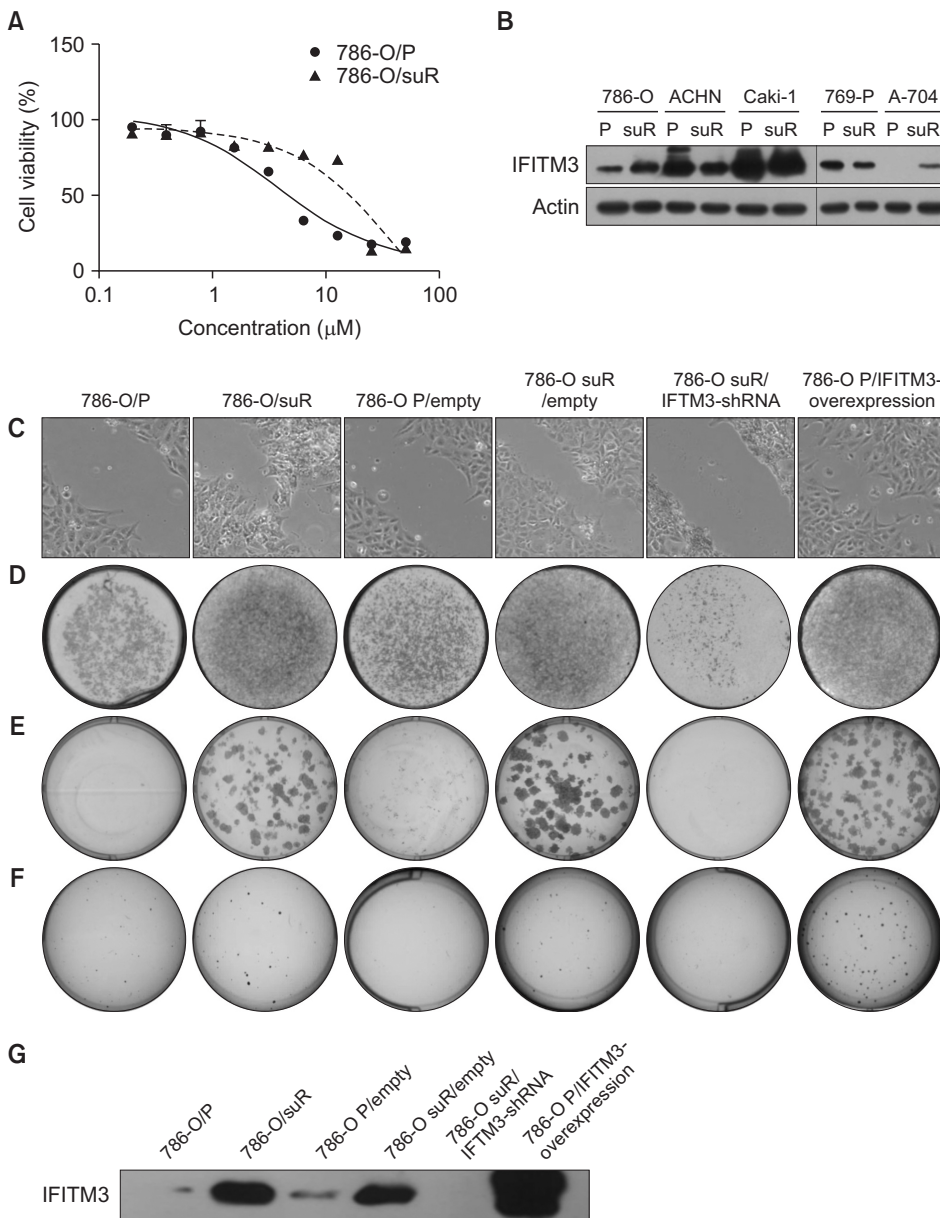 A
150
100
50
0
Cell viability (%)
0.1 1 10 100
Concentration (μM)
786-O/P
786-O/suR
B
786-O ACHN Caki-1 769-P A-704
P suR P suR P suR P suR P suR
IFITM3
Actin
786-O/P
786-O/suR
786-O P/empty
786-O suR
/empty
786-O suR/
IFTM3-shRNA
786-O P/IFITM3-
overexpression
C
D
E
F
G
786-O/P
786-O/suR
786-O P/empty
786-O suR/empty
786-O suR/
IFTM3-shRNA
786-O P/IFITM3-
overexpression
IFITM3